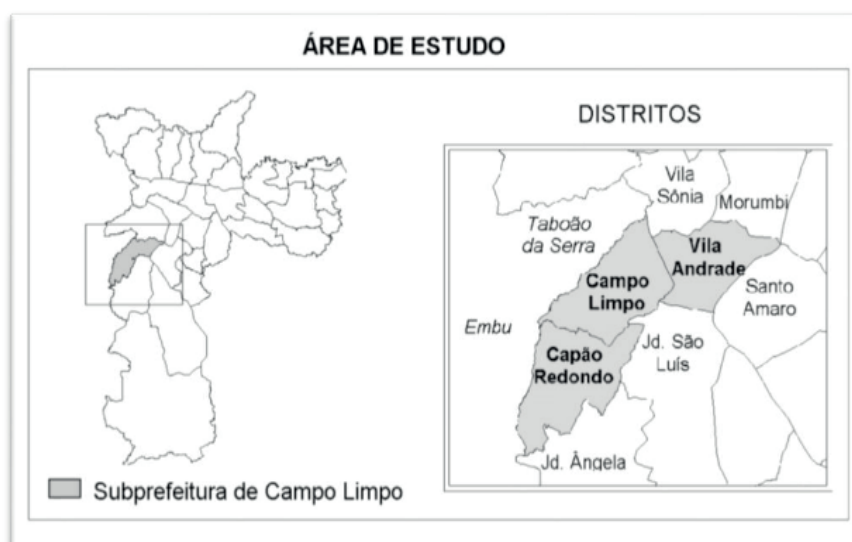 ÁREA DE ESTUDO
DISTRITOS
Vila
Sônia
Morumbi
Taboão
da Serra
Vila
Andrade
Campo
Limpo
Santo
Amaro
Embu
Jd. São
Luís
Capão
Redondo
Jd. Ângela
Subprefeitura de Campo Limpo